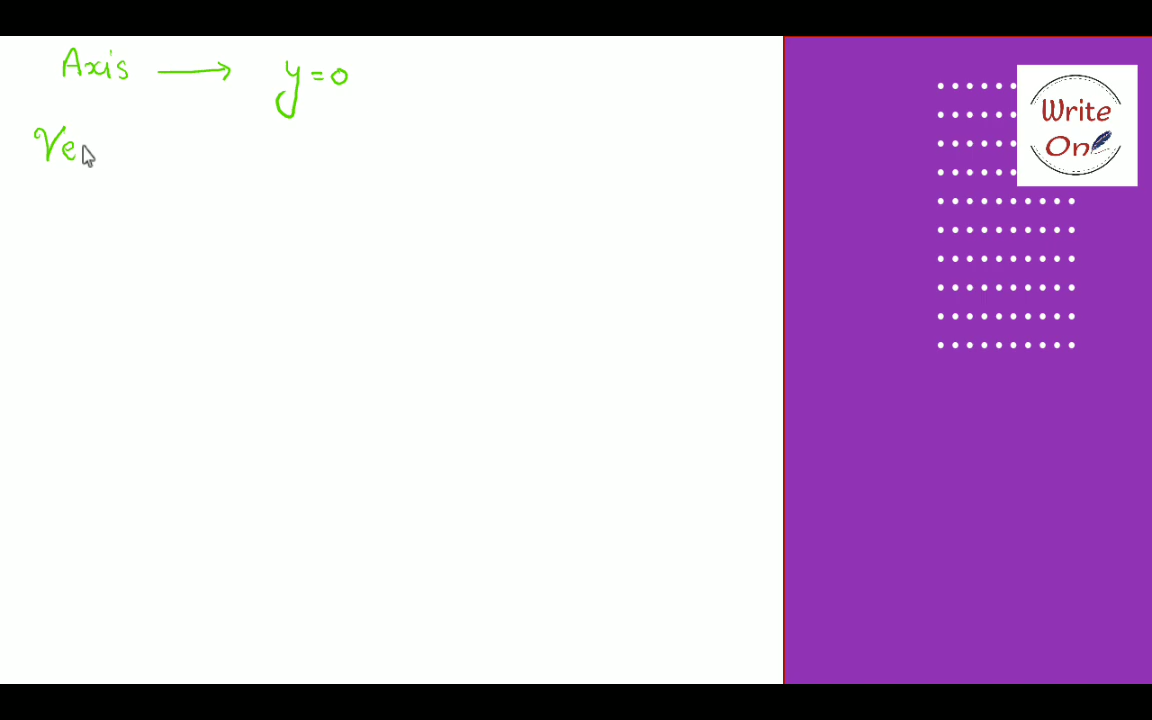 Axis → y = 0
Ve
Write
On